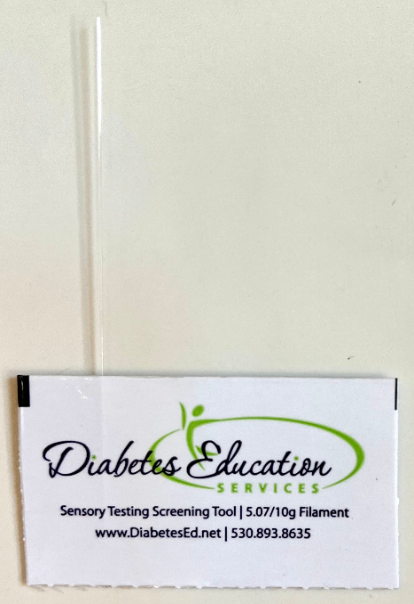 Diabetes Education
SERVICES
Sensory Testing Screening Tool | 5.07/10g Filament
www.DiabetesEd.net | 530.893.8635